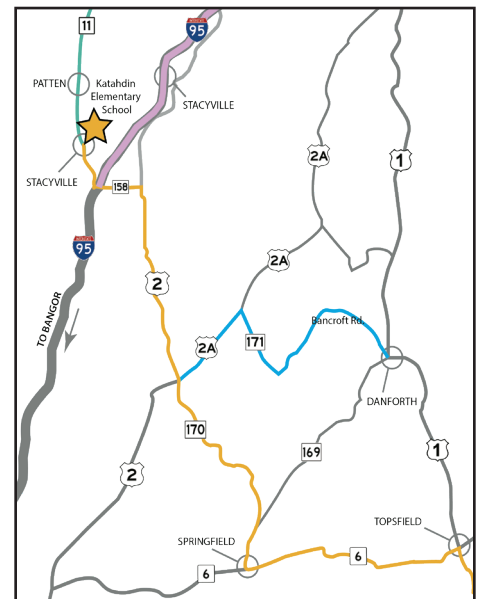 11
95
PATTEN
Katahdin
Elementary
School
STACYVILLE
STACYVILLE
158
2A
1
95
2A
2
TO BANGOR
Bancroft Rd.
2A
171
DANFORTH
170
169
1
2
TOPSFIELD
SPRINGFIELD
6
6